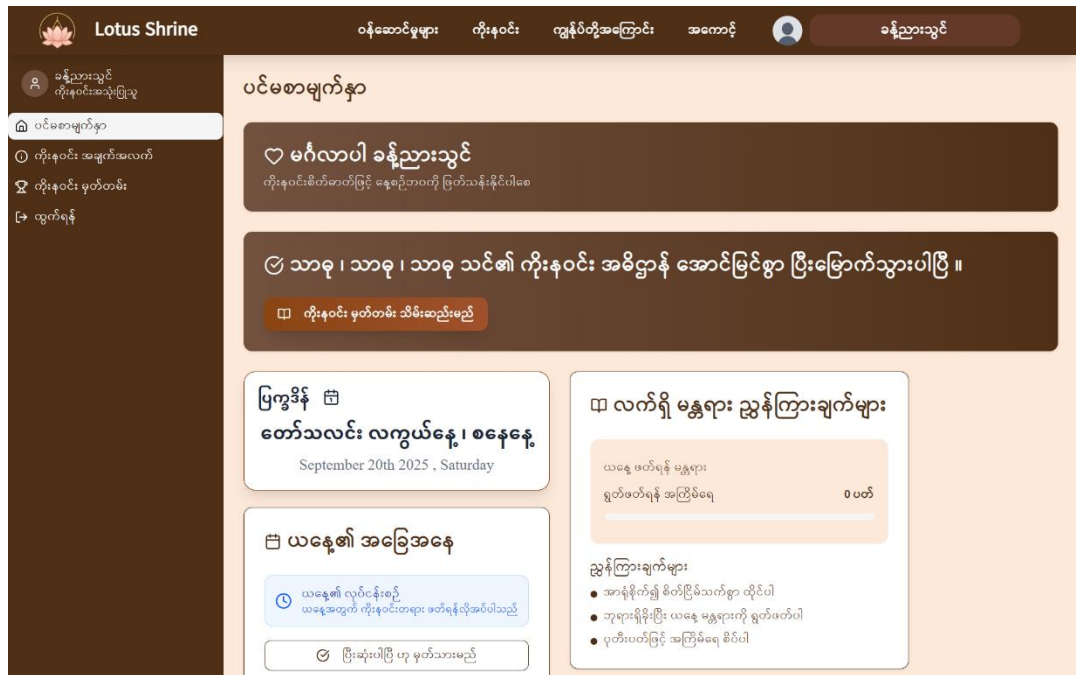 Lotus Shrine
ဝန်ဆောင်မှုများ ကိုးနဝင်း ကျွန်ုပ်တို့အကြောင်း အကောင့် ခန့်ညားသွင်
ခန့်ညားသွင်
ကိုးနဝင်းအသုံးပြုသူ
ပင်မစာမျက်နှာ
ကိုးနဝင်း အချက်အလက်
ကိုးနဝင်း မှတ်တမ်း
ထွက်ရန်
ပင်မစာမျက်နှာ
မင်္ဂလာပါ ခန့်ညားသွင်
ကိုးနဝင်းစိတ်ဓာတ်ဖြင့် နေ့စဉ်ဘဝကို ဖြတ်သန်းနိုင်ပါစေ
သာဓု ၊ သာဓု ၊ သာဓု သင်၏ ကိုးနဝင်း အဓိဋ္ဌာန် အောင်မြင်စွာ ပြီးမြောက်သွားပါပြီ ။
ကိုးနဝင်း မှတ်တမ်း သိမ်းဆည်းမည်
ပြက္ခဒိန်
တော်သလင်း လကွယ်နေ့ ၊ စနေနေ့
September 20th 2025 , Saturday
ယနေ့၏ အခြေအနေ
ယနေ့၏ လုပ်ငန်းစဉ်
ယနေ့အတွက် ကိုးနဝင်းတရား ဖတ်ရန်လိုအပ်ပါသည်
ပြီးဆုံးပါပြီ ဟု မှတ်သားမည်
လက်ရှိ မန္တရား ညွှန်ကြားချက်များ
ယနေ့ ဖတ်ရန် မန္တရား
ရွတ်ဖတ်ရန် အကြိမ်ရေ 0 ပတ်
ညွှန်ကြားချက်များ
အာရုံစိုက်၍ စိတ်ငြိမ်သက်စွာ ထိုင်ပါ
ဘုရားရှိခိုးပြီး ယနေ့ မန္တရားကို ရွတ်ဖတ်ပါ
ပုတီးပတ်ဖြင့် အကြိမ်ရေ စိပ်ပါ